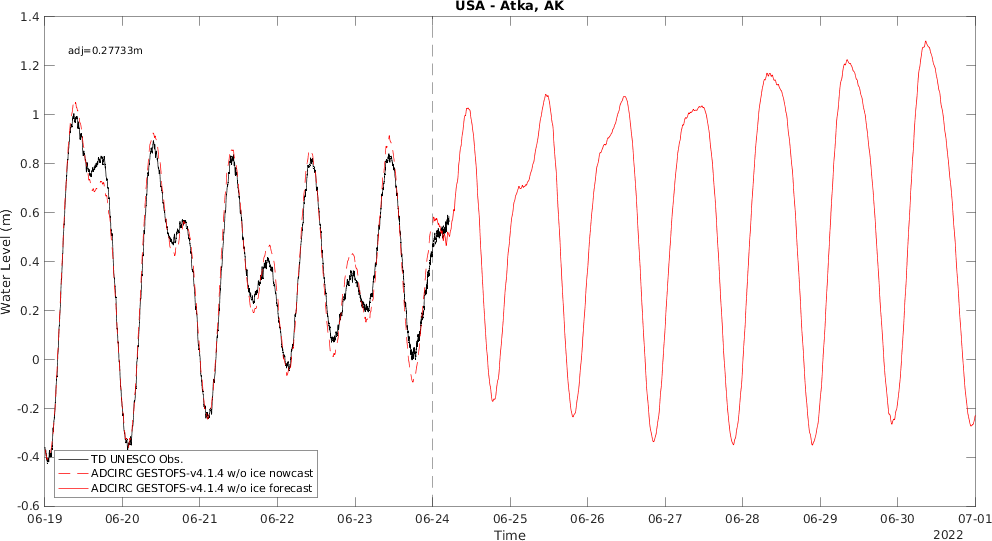 USA - Atka, AK
1.4
adj=0.27733m
1.2
1
0.8
0.6
0.4
0.2
0
-0.2
-0.4
-0.6
Water Level (m)
TD UNESCO Obs.
ADCIRC GESTOFS-v4.1.4 w/o ice nowcast
ADCIRC GESTOFS-v4.1.4 w/o ice forecast
06-19 06-20 06-21 06-22 06-23 06-24 06-25 06-26 06-27 06-28 06-29 06-30 07-01
Time
2022